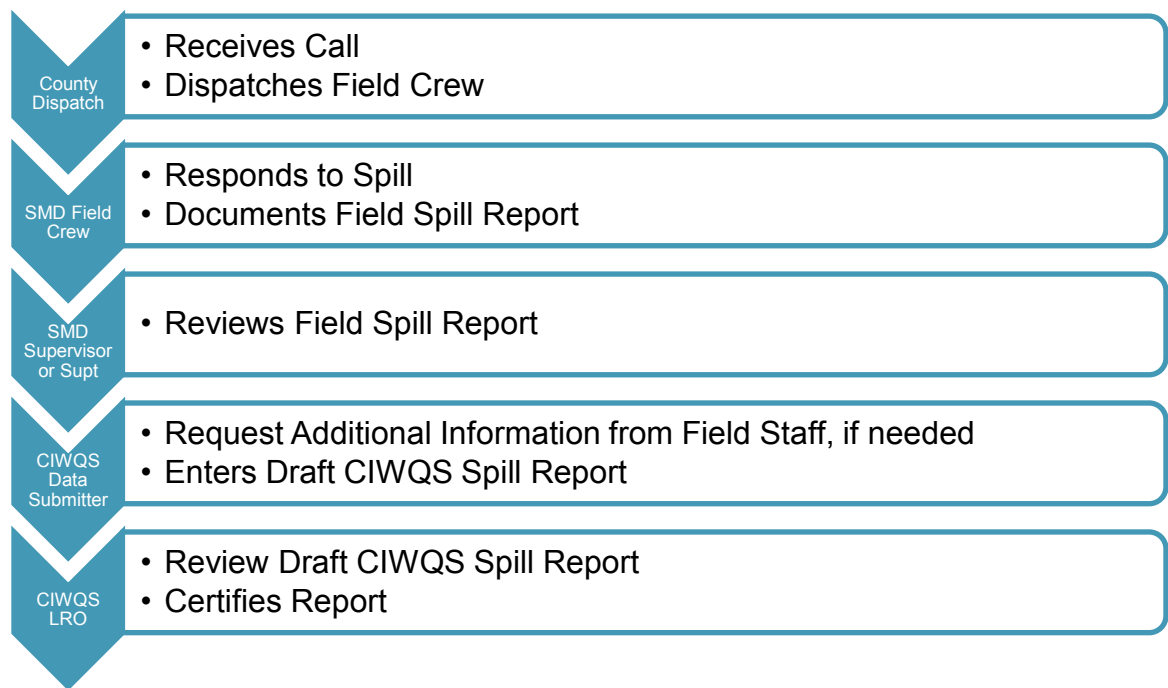 County
Dispatch
• Receives Call
• Dispatches Field Crew
SMD Field
Crew
• Responds to Spill
• Documents Field Spill Report
SMD
Supervisor
or Supt
• Reviews Field Spill Report
CIWQS
Data
Submitter
• Request Additional Information from Field Staff, if needed
• Enters Draft CIWQS Spill Report
CIWQS
LRO
• Review Draft CIWQS Spill Report
• Certifies Report